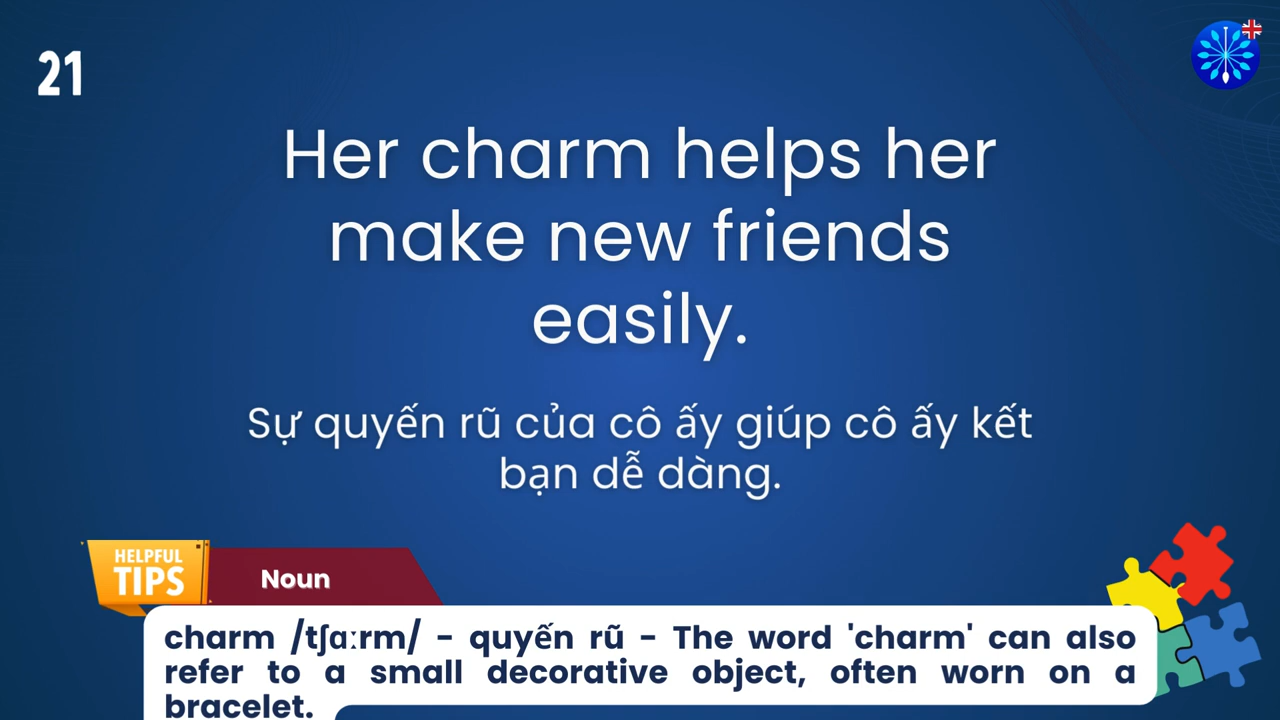 21
Her charm helps her
make new friends
easily.
Sự quyến rũ của cô ấy giúp cô ấy kết
bạn dễ dàng.
HELPFUL
TIPS
Noun
charm /tʃɑːrm/ - quyến rũ - The word 'charm' can also
refer to a small decorative object, often worn on a
bracelet.